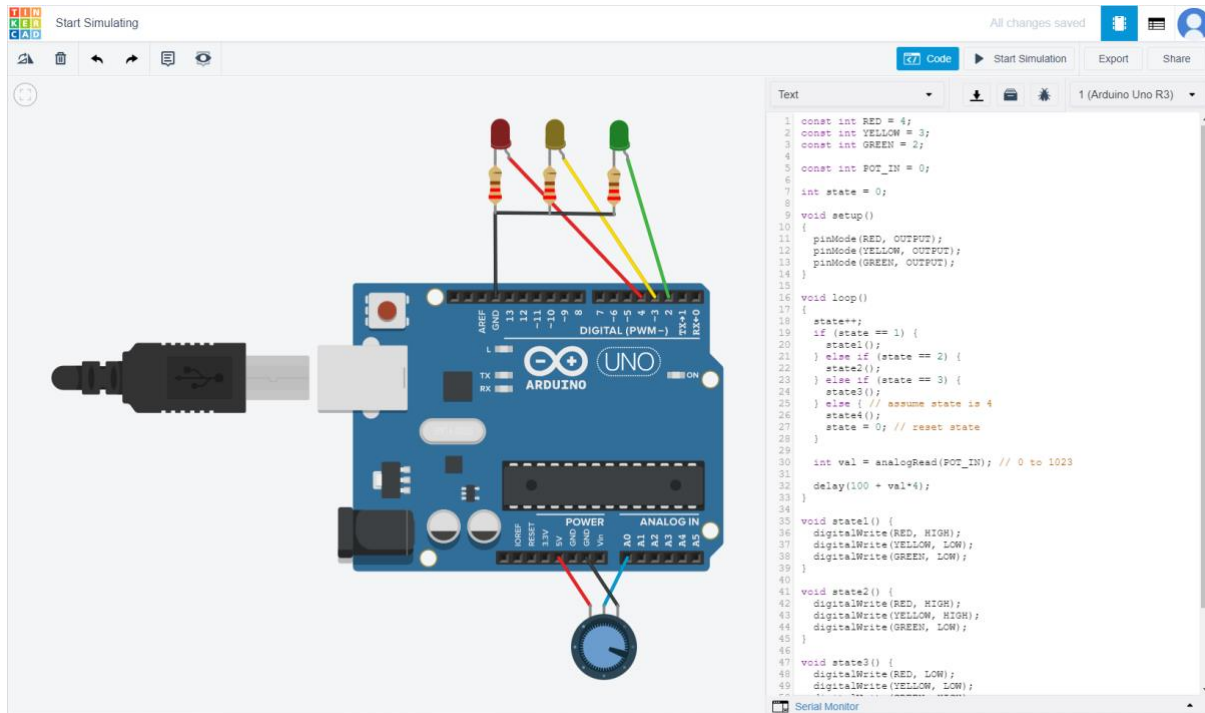 TIN
KER
CAD
Start Simulating
All changes saved
Code
Start Simulation
Export
Share
Text
1 (Arduino Uno R3)
1 const int RED = 4;
2 const int YELLOW = 3;
3 const int GREEN = 2;
4
5 const int POT_IN = 0;
6
7 int state = 0;
8
9 void setup()
10 {
11 pinMode(RED, OUTPUT);
12 pinMode(YELLOW, OUTPUT);
13 pinMode(GREEN, OUTPUT);
14 }
15
16 void loop()
17 {
18 state++;
19 if (state == 1) {
20 state1();
21 } else if (state == 2) {
22 state2();
23 } else if (state == 3) {
24 state3();
25 } else { // assume state is 4
26 state4();
27 state = 0; // reset state
28 }
29
30 int val = analogRead(POT_IN); // 0 to 1023
31
32 delay(100 + val*4);
33 }
34
35 void state1() {
36 digitalWrite(RED, HIGH);
37 digitalWrite(YELLOW, LOW);
38 digitalWrite(GREEN, LOW);
39 }
40
41 void state2() {
42 digitalWrite(RED, HIGH);
43 digitalWrite(YELLOW, HIGH);
44 digitalWrite(GREEN, LOW);
45 }
46
47 void state3() {
48 digitalWrite(RED, LOW);
49 digitalWrite(YELLOW, LOW);
Serial Monitor
AREF
GND
13
12
~11
~10
~9
8
7
~6
~5
4
~3
2
TX→1
RX←0
DIGITAL (PWM~)
L
TX
RX
ARDUINO
UNO
ON
POWER
ANALOG IN
IOREF
RESET
3.3V
5V
GND
GND
Vin
A0
A1
A2
A3
A4
A5